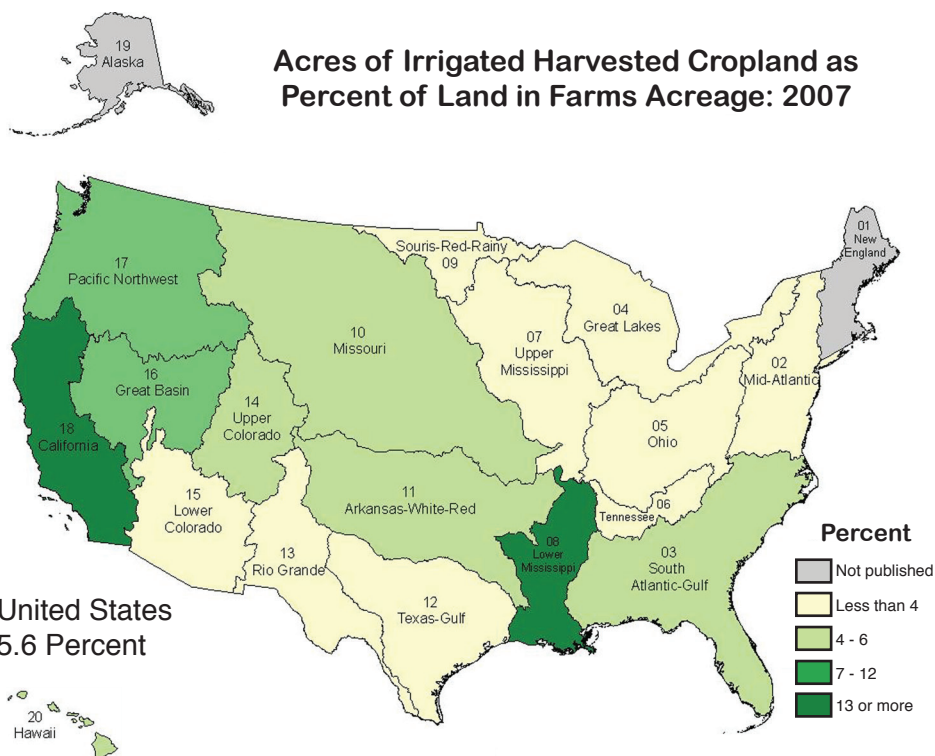 19
Alaska
Acres of Irrigated Harvested Cropland as
Percent of Land in Farms Acreage: 2007
01
New
England
Souris-Red-Rainy
09
17
Pacific Northwest
04
Great Lakes
10
Missouri
07
Upper
Mississippi
02
Mid-Atlantic
16
Great Basin
14
Upper
Colorado
18
California
05
Ohio
15
Lower
Colorado
11
Arkansas-White-Red
06
Tennessee
13
Rio Grande
08
Lower
Mississippi
03
South
Atlantic-Gulf
12
Texas-Gulf
Percent
Not published
Less than 4
4 - 6
7 - 12
13 or more
United States
5.6 Percent
20
Hawaii